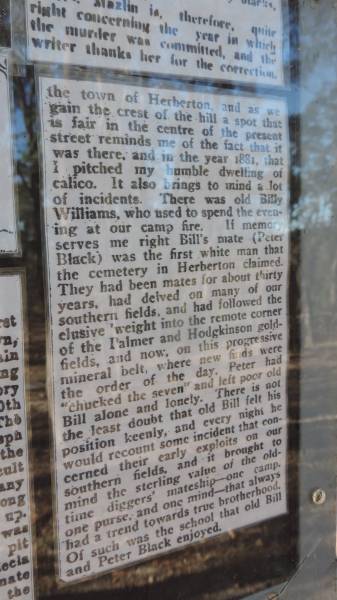 right concerning the year in which
the murder was committed, and the
writer thanks her for the correction.
the town of Herberton, and as we
gain the crest of the hill a spot that
is fair in the centre of the present
street reminds me of the fact that it
was there, and in the year 1881, that
I pitched my humble dwelling of
calico. It also brings to mind a lot
of incidents. There was old Billy
Williams, who used to spend the even-
ing at our camp fire. If memory
serves me right Bill's mate (Peter
Black) was the first white man that
the cemetery in Herberton claimed.
They had been mates for about thirty
years, had delved on many of our
southern fields, and had followed the
elusive 'weight into the remote corner
of the Palmer and Hodgkinson gold-
fields, and now, on this progressive
mineral belt, where new finds were
the order of the day, Peter had
"chucked the seven" and left poor old
Bill alone and lonely. There is not
the least doubt that old Bill felt his
position keenly, and every night he
would recount some incident that con-
cerned their early exploits on our
southern fields, and it brought to
mind the sterling value of the old-
time diggers' mateship—one camp,
one purse, and one mind—that always
had a trend towards true brotherhood.
Of such was the school that old Bill
and Peter Black enjoyed.